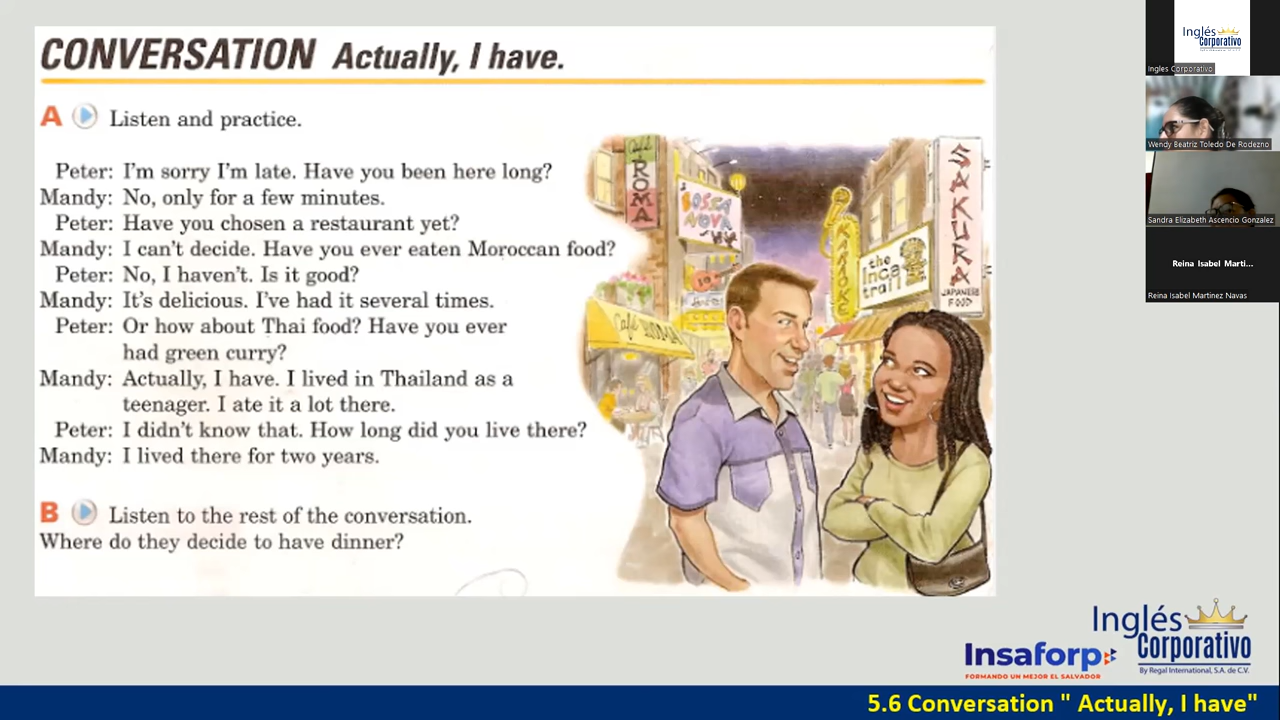 CONVERSATION Actually, I have.
A Listen and practice.
Peter: I'm sorry I'm late. Have you been here long?
Mandy: No, only for a few minutes.
Peter: Have you chosen a restaurant yet?
Mandy: I can't decide. Have you ever eaten Moroccan food?
Peter: No, I haven't. Is it good?
Mandy: It's delicious. I've had it several times.
Peter: Or how about Thai food? Have you ever
had green curry?
Mandy: Actually, I have. I lived in Thailand as a
teenager. I ate it a lot there.
Peter: I didn't know that. How long did you live there?
Mandy: I lived there for two years.
B Listen to the rest of the conversation.
Where do they decide to have dinner?
Café
ROMA
BOSSA
NOVA
Café ROMA
KARAOKE
the
Inca
trail
SAKURA
JAPANESE
FOOD
Inglés
Corporativo
Ingles Corporativo
Wendy Beatriz Toledo De Rodezno
Sandra Elizabeth Ascencio Gonzalez
Reina Isabel Marti...
Reina Isabel Martinez Navas
Insaforp
FORMANDO UN MEJOR EL SALVADOR
Inglés
Corporativo
By Regal International, S.A. de C.V.
5.6 Conversation " Actually, I have"